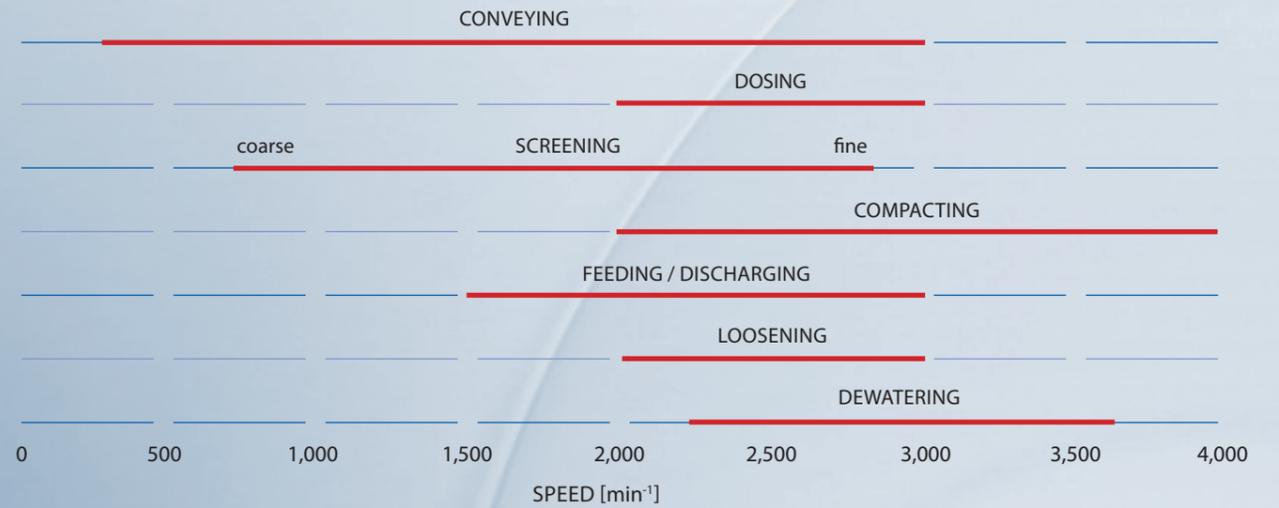 CONVEYING
DOSING
coarse SCREENING fine
COMPACTING
FEEDING / DISCHARGING
LOOSENING
DEWATERING
0 500 1,000 1,500 2,000 2,500 3,000 3,500 4,000
SPEED [min⁻¹]